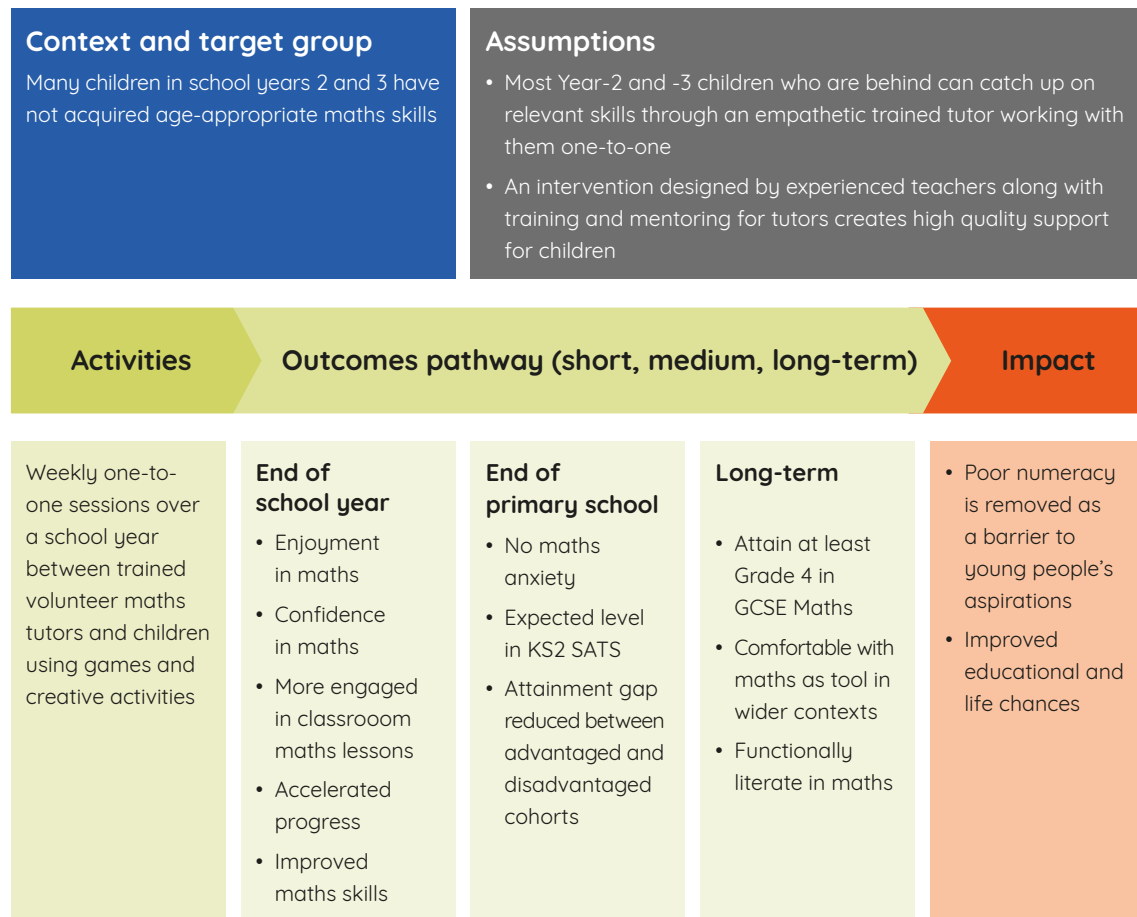 Context and target group
Many children in school years 2 and 3 have
not acquired age-appropriate maths skills
Assumptions
• Most Year-2 and -3 children who are behind can catch up on
relevant skills through an empathetic trained tutor working with
them one-to-one
• An intervention designed by experienced teachers along with
training and mentoring for tutors creates high quality support
for children
Activities
Outcomes pathway (short, medium, long-term)
Impact
Weekly one-to-
one sessions over
a school year
between trained
volunteer maths
tutors and children
using games and
creative activities
End of
school year
• Enjoyment
in maths
• Confidence
in maths
• More engaged
in classrooom
maths lessons
• Accelerated
progress
• Improved
maths skills
End of
primary school
• No maths
anxiety
• Expected level
in KS2 SATS
• Attainment gap
reduced between
advantaged and
disadvantaged
cohorts
Long-term
• Attain at least
Grade 4 in
GCSE Maths
• Comfortable with
maths as tool in
wider contexts
• Functionally
literate in maths
• Poor numeracy
is removed as
a barrier to
young people's
aspirations
• Improved
educational and
life chances